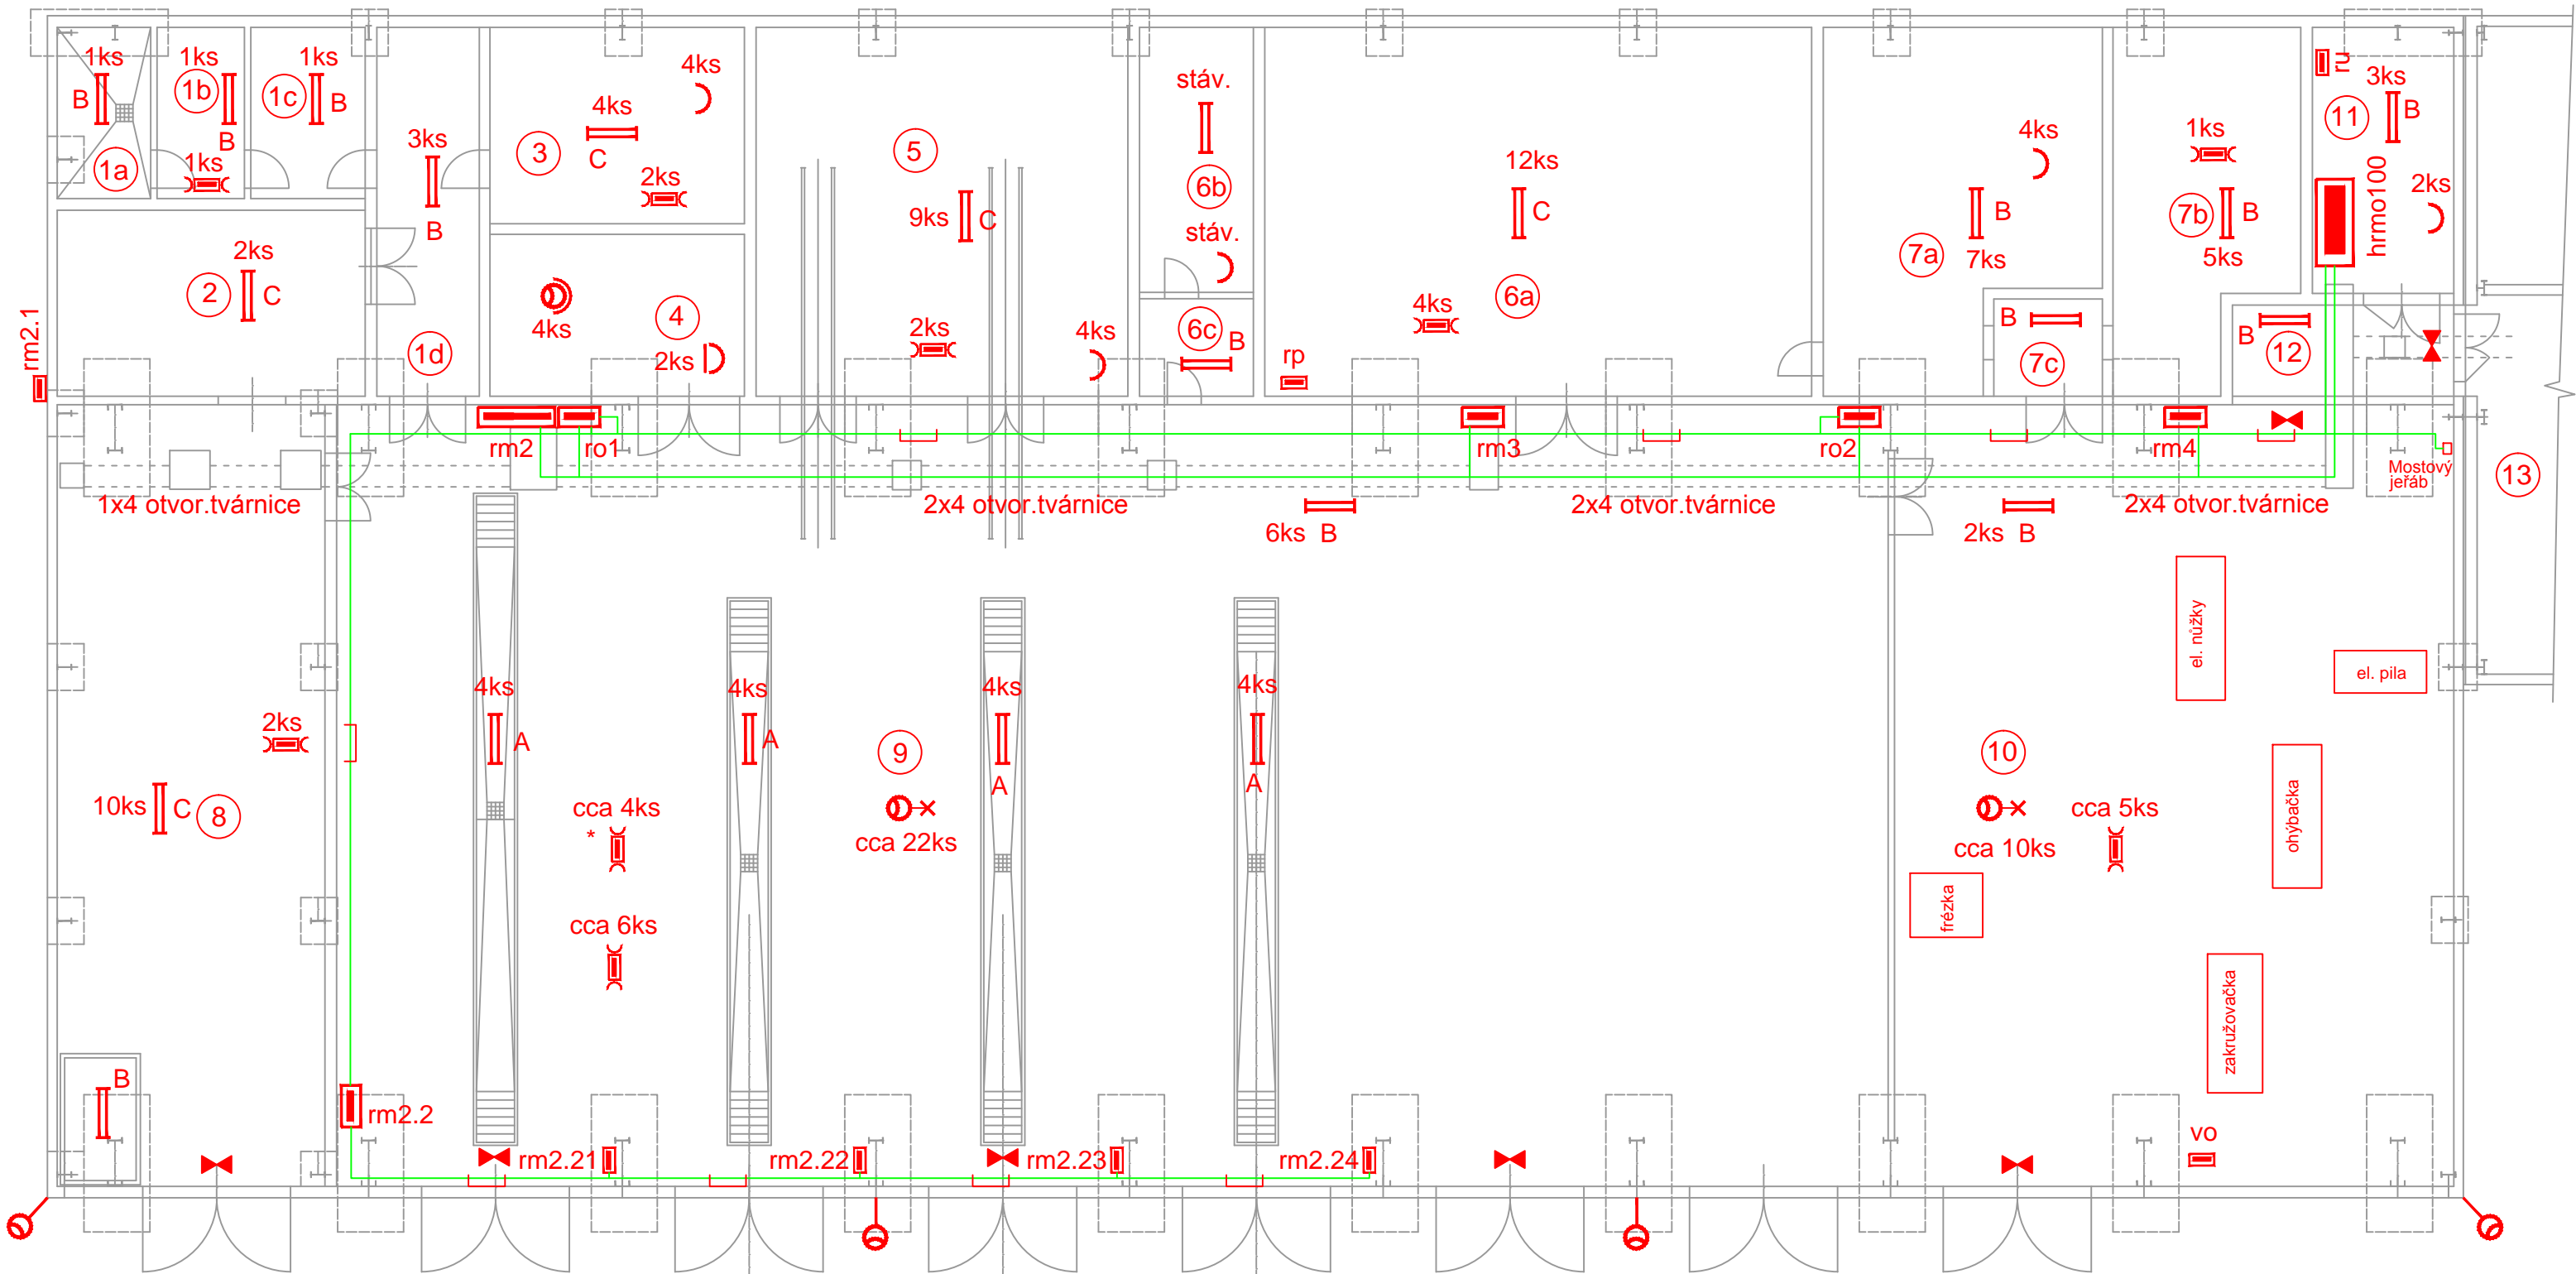 1ks
B
1a
1ks
1b
B
1ks
1ks
1c
B
3ks
B
1d
4ks
3
4ks
C
2ks
5
9ks
C
2ks
4ks
stáv.
6b
stáv.
6c
B
12ks
C
6a
4ks
rp
4ks
B
7a
7ks
1ks
7b
B
5ks
ru
3ks
11
B
hrmo100
2ks
B
7c
B
12
2ks
2
C
rm2.1
4ks
4
2ks
rm2
ro1
rm3
ro2
rm4
Mostový
jeřáb
13
1x4 otvor.tvárnice
2x4 otvor.tvárnice
2x4 otvor.tvárnice
2x4 otvor.tvárnice
6ks B
2ks B
el. nůžky
el. pila
4ks
A
4ks
A
4ks
A
4ks
A
2ks
10ks
C
8
9
cca 4ks
*
cca 22ks
cca 6ks
10
cca 10ks
cca 5ks
ohýbačka
frézka
zakružovačka
B
rm2.2
rm2.21
rm2.22
rm2.23
rm2.24
vo